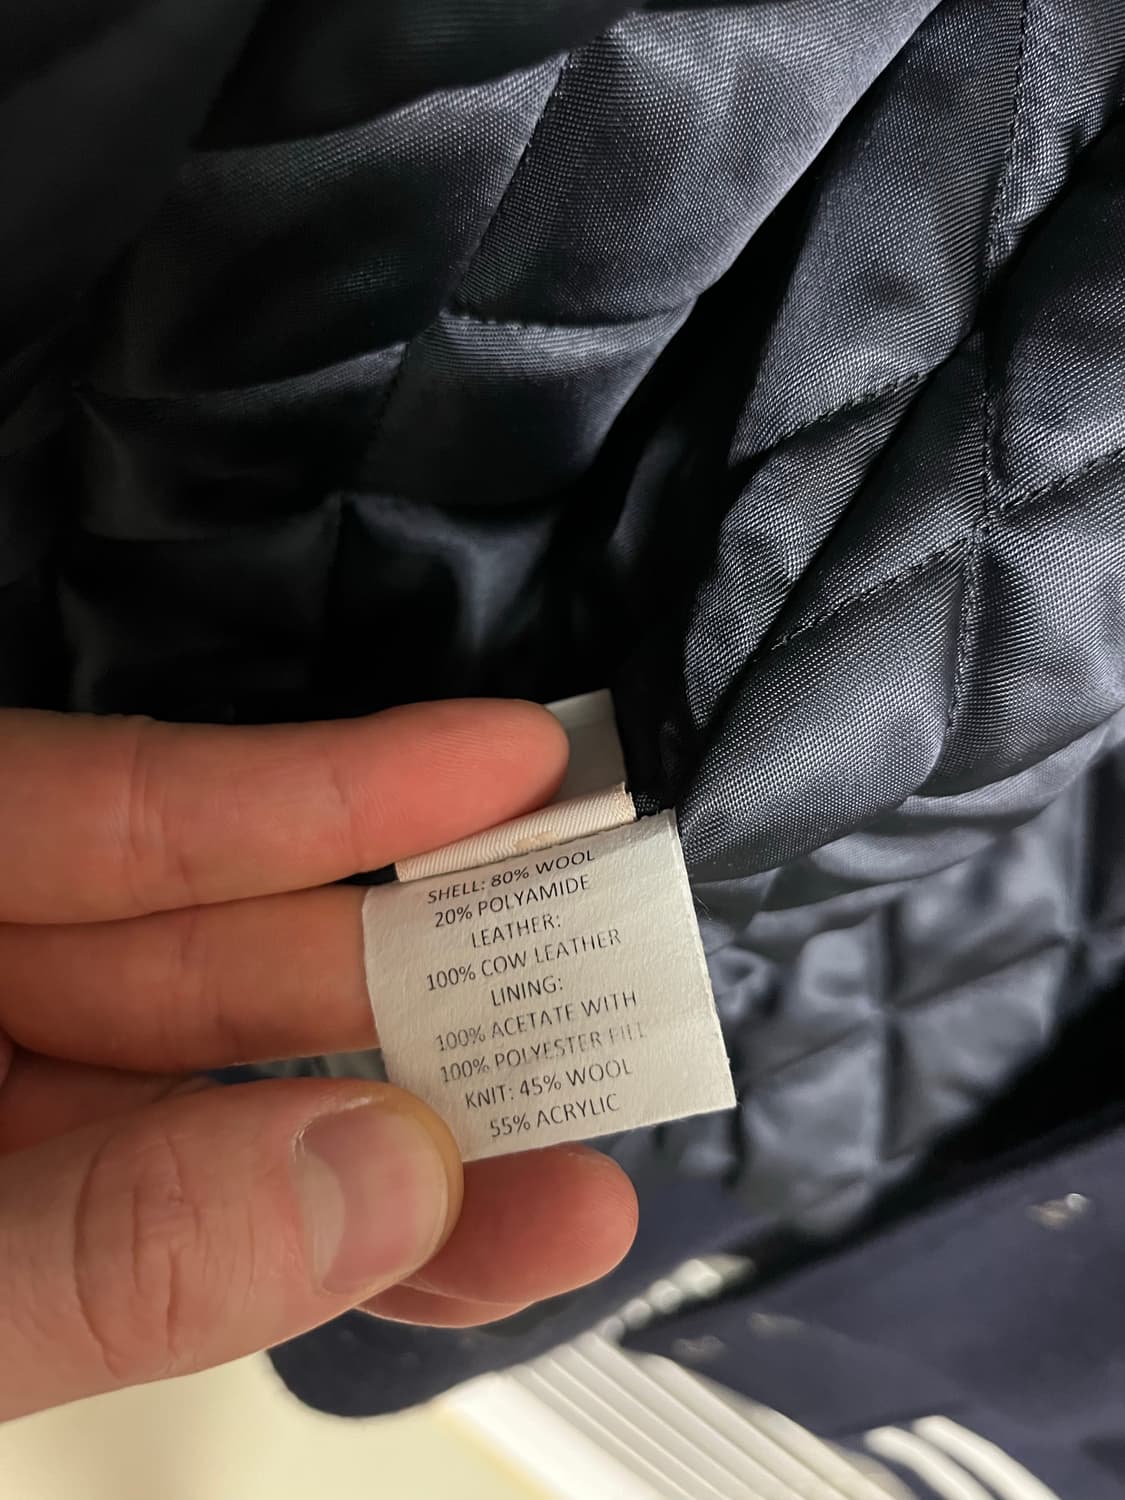 SHELL: 80% WOOL
20% POLYAMIDE
LEATHER:
100% COW LEATHER
LINING:
100% ACETATE WITH
100% POLYESTER FILL
KNIT: 45% WOOL
55% ACRYLIC